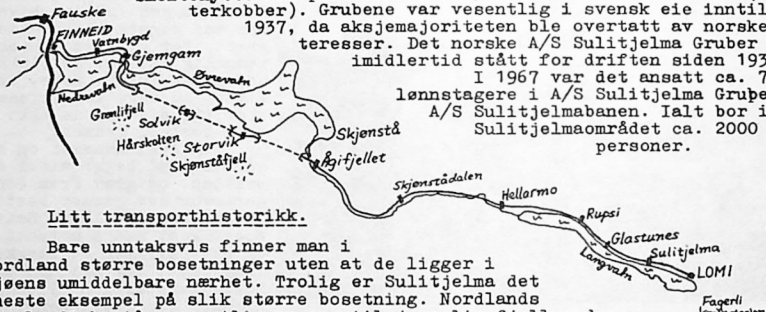 terkobber). Grubene var vesentlig i svensk eie inntil
1937, da aksjemajoriteten ble overtatt av norske
teresser. Det norske A/S Sulitjelma Gruber
imidlertid stått for driften siden 193
I 1967 var det ansatt ca. 7
lønnstagere i A/S Sulitjelma Grube
A/S Sulitjelmabanen. Ialt bor i
Sulitjelmaområdet ca. 2000
personer.
Fauske
FINNEID
Vatnbygd
Gjemgam
Øvrevatn
Nedrevatn
Grønlifjell
Solvik
Hårskolten
Storvik
Skjønståfjell
Skjønstå
Ågifjellet
Skjønstådalen
Hellarmo
Rupsi
Glastunes
Sulitjelma
Langvatn
LOMI
Fagerli
Litt transporthistorikk.
Bare unntaksvis finner man i
ordland større bosetninger uten at de ligger i
jøens umiddelbare nærhet. Trolig er Sulitjelma det
neste eksempel på slik større bosetning. Nordlands